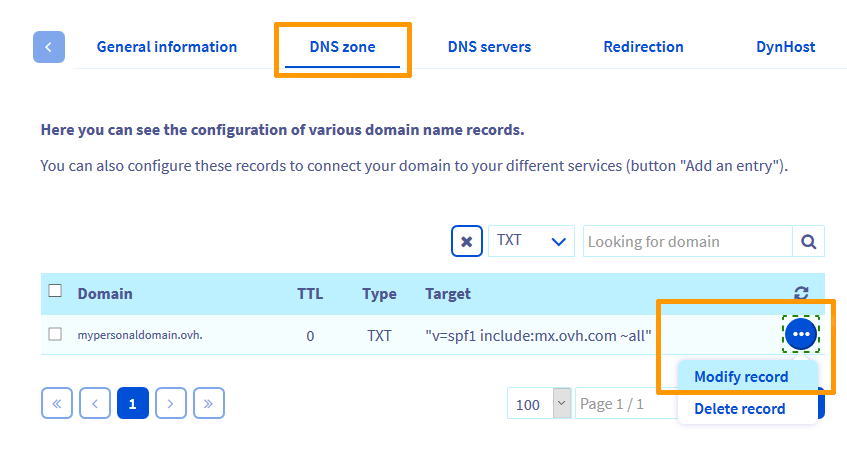 General information DNS zone DNS servers Redirection DynHost
Here you can see the configuration of various domain name records.
You can also configure these records to connect your domain to your different services (button "Add an entry").
TXT Looking for domain
Domain TTL Type Target
mypersonaldomain.ovh. 0 TXT "v=spf1 include:mx.ovh.com ~all"
Modify record
« ‹ 1 › » 100 Page 1 / 1
Delete record